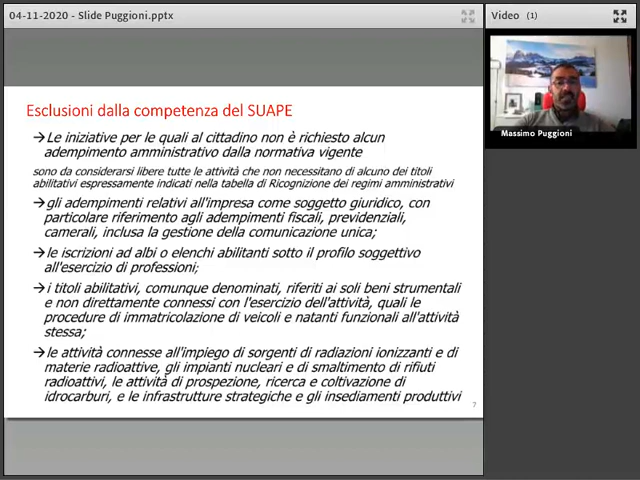 04-11-2020 - Slide Puggioni.pptx
Video (1)
Massimo Puggioni
Esclusioni dalla competenza del SUAPE
→Le iniziative per le quali al cittadino non è richiesto alcun
adempimento amministrativo dalla normativa vigente
sono da considerarsi libere tutte le attività che non necessitano di alcuno dei titoli
abilitativi espressamente indicati nella tabella di Ricognizione dei regimi amministrativi
→gli adempimenti relativi all'impresa come soggetto giuridico, con
particolare riferimento agli adempimenti fiscali, previdenziali,
camerali, inclusa la gestione della comunicazione unica;
→le iscrizioni ad albi o elenchi abilitanti sotto il profilo soggettivo
all'esercizio di professioni;
→i titoli abilitativi, comunque denominati, riferiti ai soli beni strumentali
e non direttamente connessi con l'esercizio dell'attività, quali le
procedure di immatricolazione di veicoli e natanti funzionali all'attività
stessa;
→le attività connesse all'impiego di sorgenti di radiazioni ionizzanti e di
materie radioattive, gli impianti nucleari e di smaltimento di rifiuti
radioattivi, le attività di prospezione, ricerca e coltivazione di
idrocarburi, e le infrastrutture strategiche e gli insediamenti produttivi
7